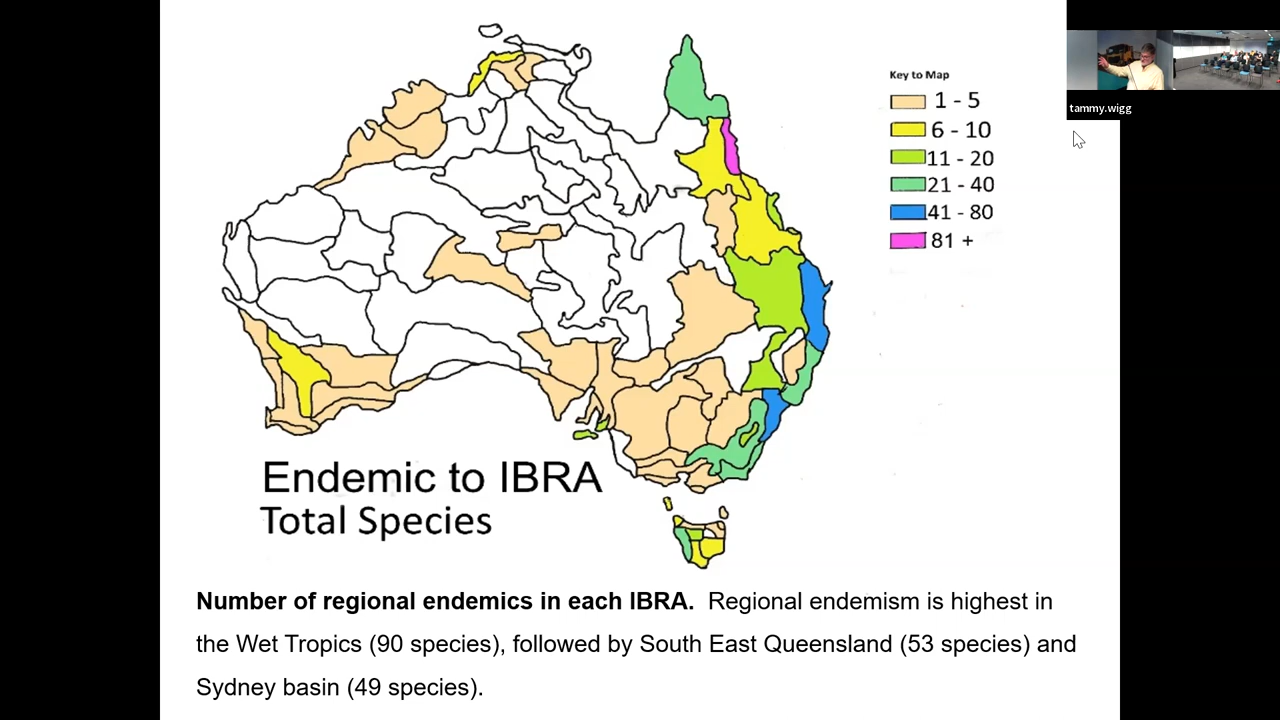 Key to Map
1 - 5
6 - 10
11 - 20
21 - 40
41 - 80
81 +
tammy.wigg
Endemic to IBRA
Total Species
Number of regional endemics in each IBRA. Regional endemism is highest in
the Wet Tropics (90 species), followed by South East Queensland (53 species) and
Sydney basin (49 species).